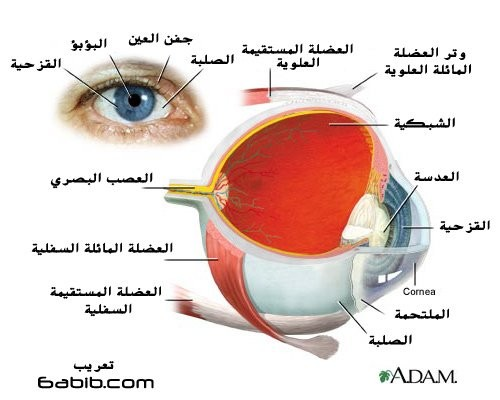 جفن العين
البؤبؤ
القزحية
الصلبة
العضلة المستقيمة
العلوية
وتر العضلة
المائلة العلوية
الشبكية
العدسة
العصب البصري
القزحية
العضلة المائلة السفلية
Cornea
العضلة المستقيمة
السفلية
الملتحمة
الصلبة
تعريب
6abib.com
ADAM.